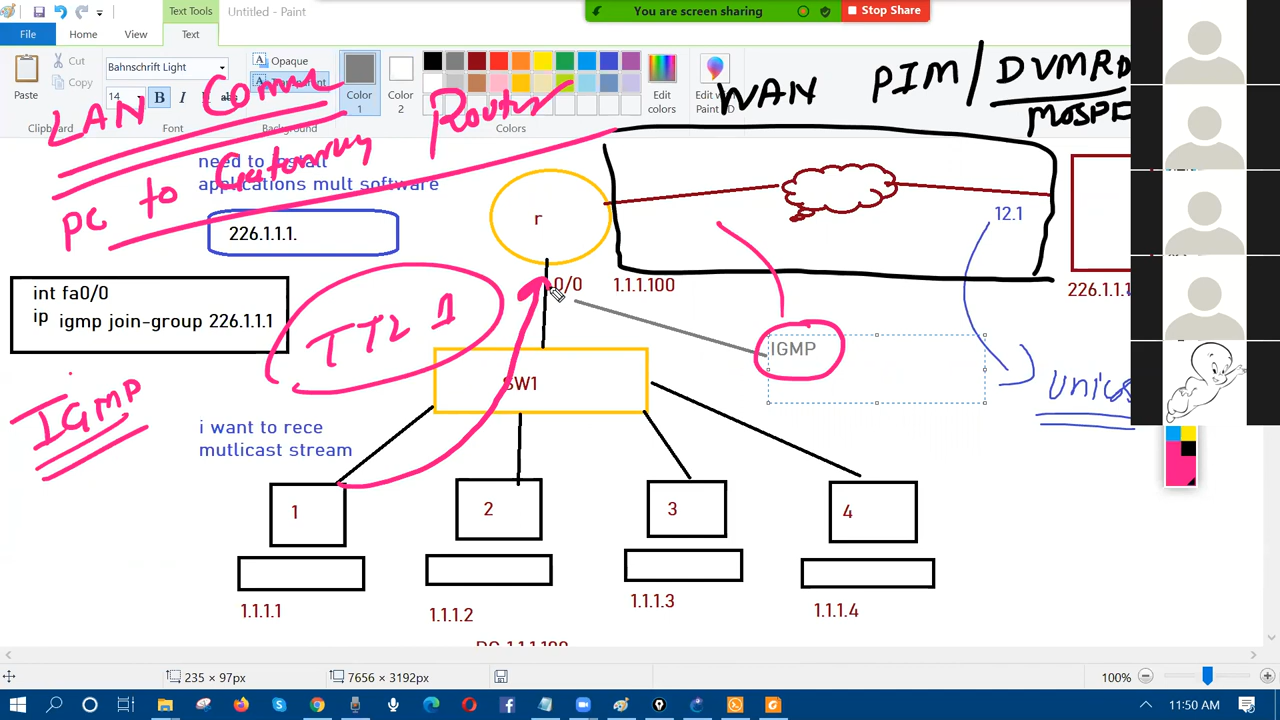 Text Tools
Untitled - Paint
You are screen sharing
Stop Share
File
Home
View
Text
Paste
Cut
Copy
Clipboard
Bahnschrift Light
14
B
I
abc
Font
Opaque
Transparent
Background
Color 1
Color 2
Colors
Edit colors
LAN Comm
PC to
Router
WAN
PIM/DVMRP
need to install
applications mult software
226.1.1.1.
r
12.1
0/0
1.1.1.100
226.1.1.1
int fa0/0
ip igmp join-group 226.1.1.1
TTL 1
IGMP
SW1
IGMP
i want to rece
mutlicast stream
1
2
3
4
1.1.1.1
1.1.1.2
1.1.1.3
1.1.1.4
235 × 97px
7656 × 3192px
100%
11:50 AM